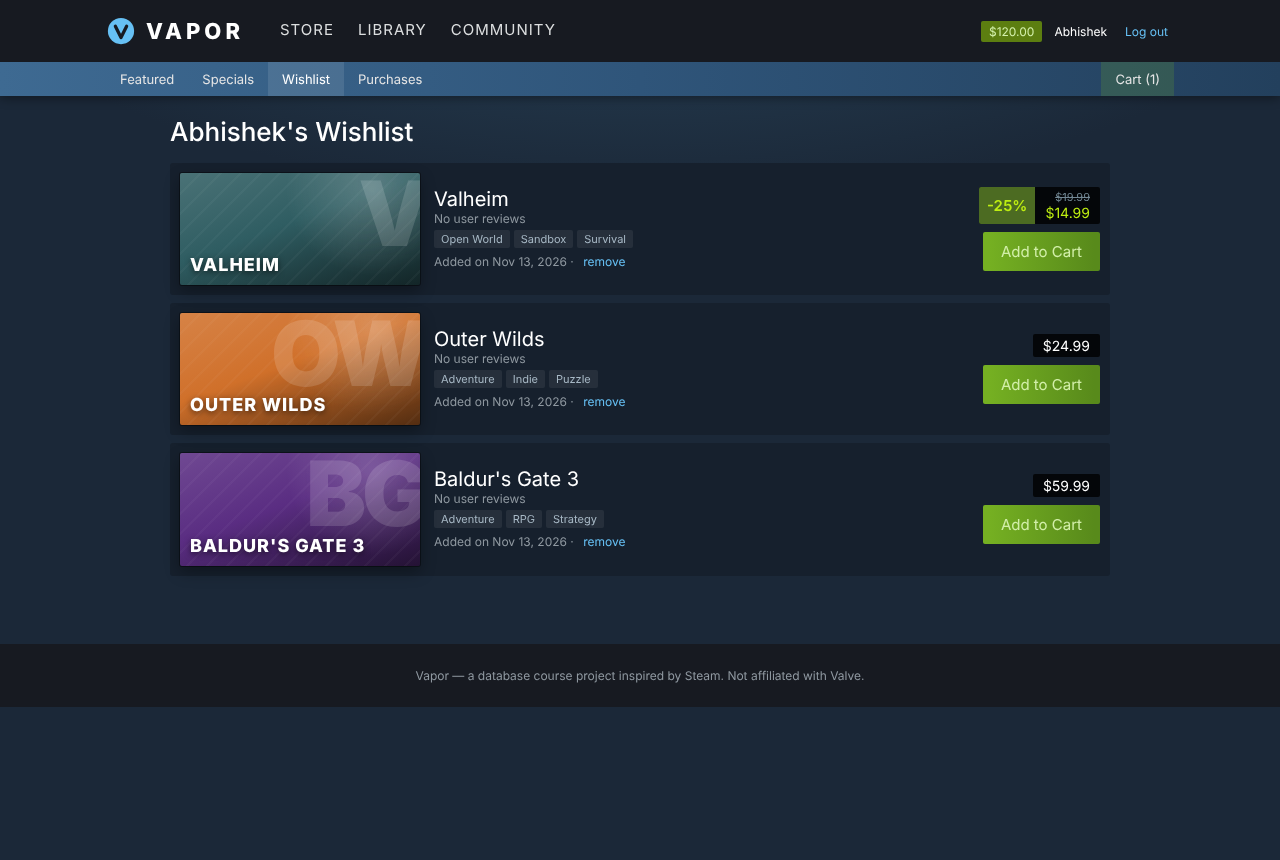 VAPOR STORE LIBRARY COMMUNITY $120.00 Abhishek Log out
Featured Specials Wishlist Purchases Cart (1)
Abhishek's Wishlist
V
VALHEIM
Valheim
No user reviews
Open World Sandbox Survival
Added on Nov 13, 2026 · remove
-25% $19.99
$14.99
Add to Cart
OW
OUTER WILDS
Outer Wilds
No user reviews
Adventure Indie Puzzle
Added on Nov 13, 2026 · remove
$24.99
Add to Cart
BG
BALDUR'S GATE 3
Baldur's Gate 3
No user reviews
Adventure RPG Strategy
Added on Nov 13, 2026 · remove
$59.99
Add to Cart
Vapor — a database course project inspired by Steam. Not affiliated with Valve.